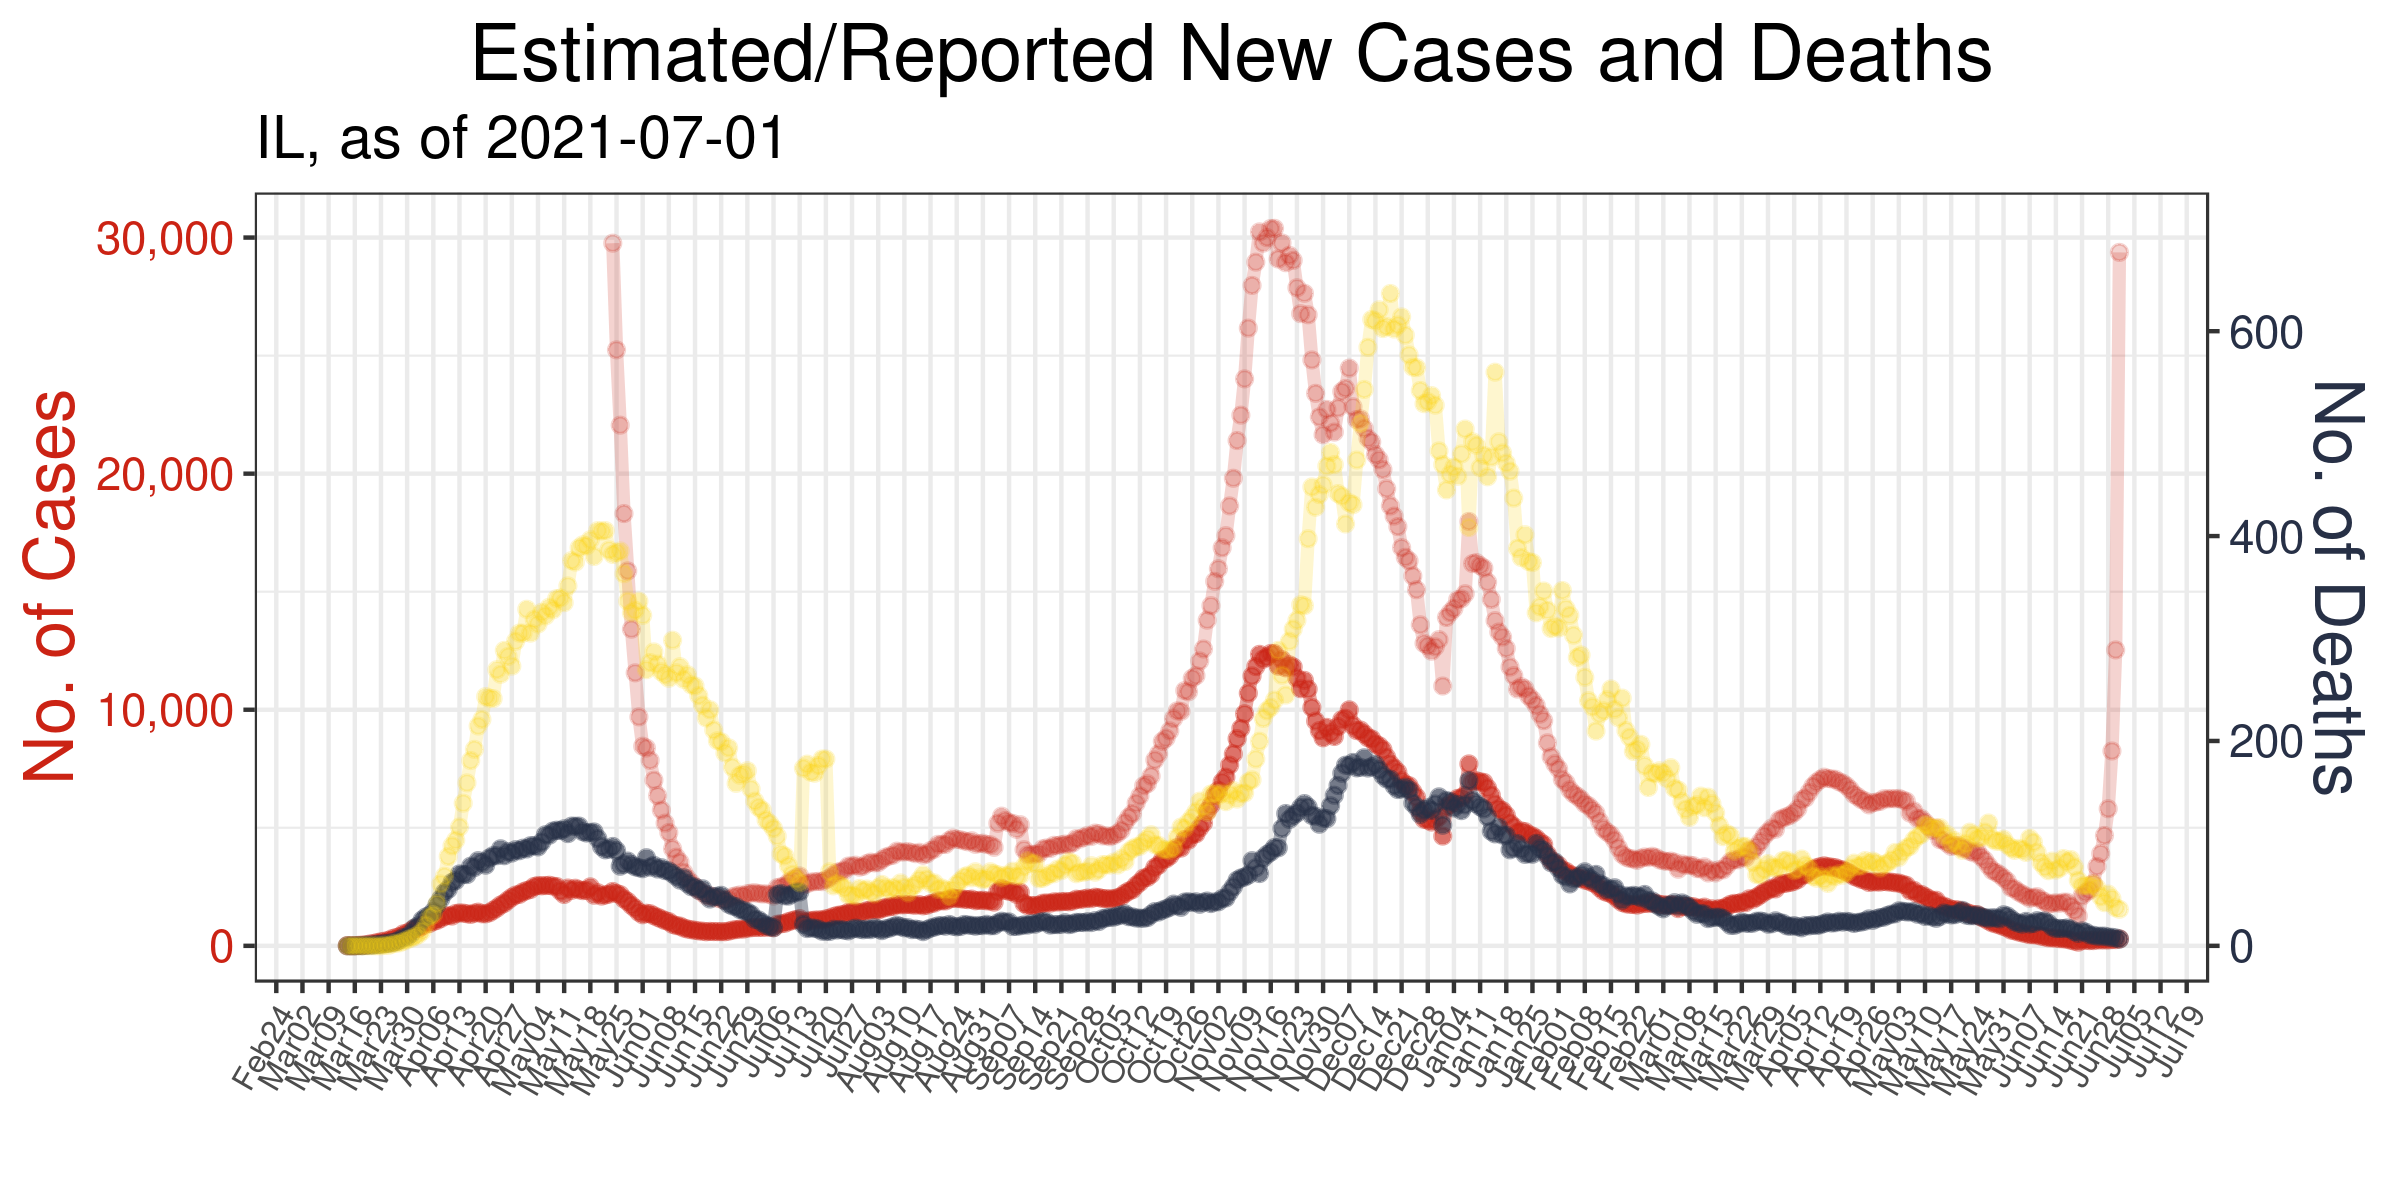 Estimated/Reported New Cases and Deaths
IL, as of 2021-07-01
No. of Cases
30,000
20,000
10,000
0
No. of Deaths
600
400
200
0
Feb24
Mar02
Mar09
Mar16
Mar23
Mar30
Apr06
Apr13
Apr20
Apr27
May04
May11
May18
May25
Jun01
Jun08
Jun15
Jun22
Jun29
Jul06
Jul13
Jul20
Jul27
Aug03
Aug10
Aug17
Aug24
Aug31
Sep07
Sep14
Sep21
Sep28
Oct05
Oct12
Oct19
Oct26
Nov02
Nov09
Nov16
Nov23
Nov30
Dec07
Dec14
Dec21
Dec28
Jan04
Jan11
Jan18
Jan25
Feb01
Feb08
Feb15
Feb22
Mar01
Mar08
Mar15
Mar22
Mar29
Apr05
Apr12
Apr19
Apr26
May03
May10
May17
May24
May31
Jun07
Jun14
Jun21
Jun28
Jul05
Jul12
Jul19